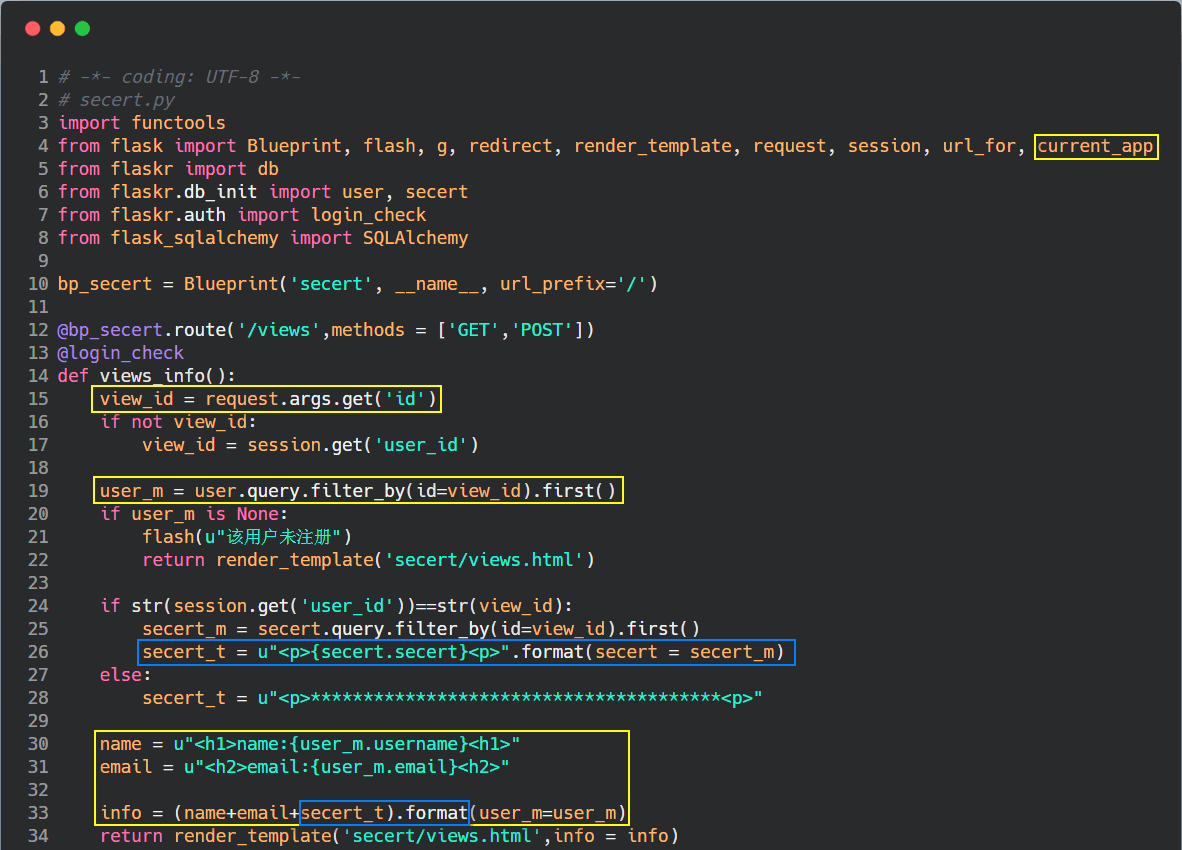 1 # -*- coding: UTF-8 -*-
2 # secert.py
3 import functools
4 from flask import Blueprint, flash, g, redirect, render_template, request, session, url_for, current_app
5 from flaskr import db
6 from flaskr.db_init import user, secert
7 from flaskr.auth import login_check
8 from flask_sqlalchemy import SQLAlchemy
9
10 bp_secert = Blueprint('secert', __name__, url_prefix='/')
11
12 @bp_secert.route('/views',methods = ['GET','POST'])
13 @login_check
14 def views_info():
15     view_id = request.args.get('id')
16     if not view_id:
17         view_id = session.get('user_id')
18
19     user_m = user.query.filter_by(id=view_id).first()
20     if user_m is None:
21         flash(u"该用户未注册")
22         return render_template('secert/views.html')
23
24     if str(session.get('user_id'))==str(view_id):
25         secert_m = secert.query.filter_by(id=view_id).first()
26         secert_t = u"<p>{secert.secert}<p>".format(secert = secert_m)
27     else:
28         secert_t = u"<p>***************************************<p>"
29
30     name = u"<h1>name:{user_m.username}<h1>"
31     email = u"<h2>email:{user_m.email}<h2>"
32
33     info = (name+email+secert_t).format(user_m=user_m)
34     return render_template('secert/views.html',info = info)